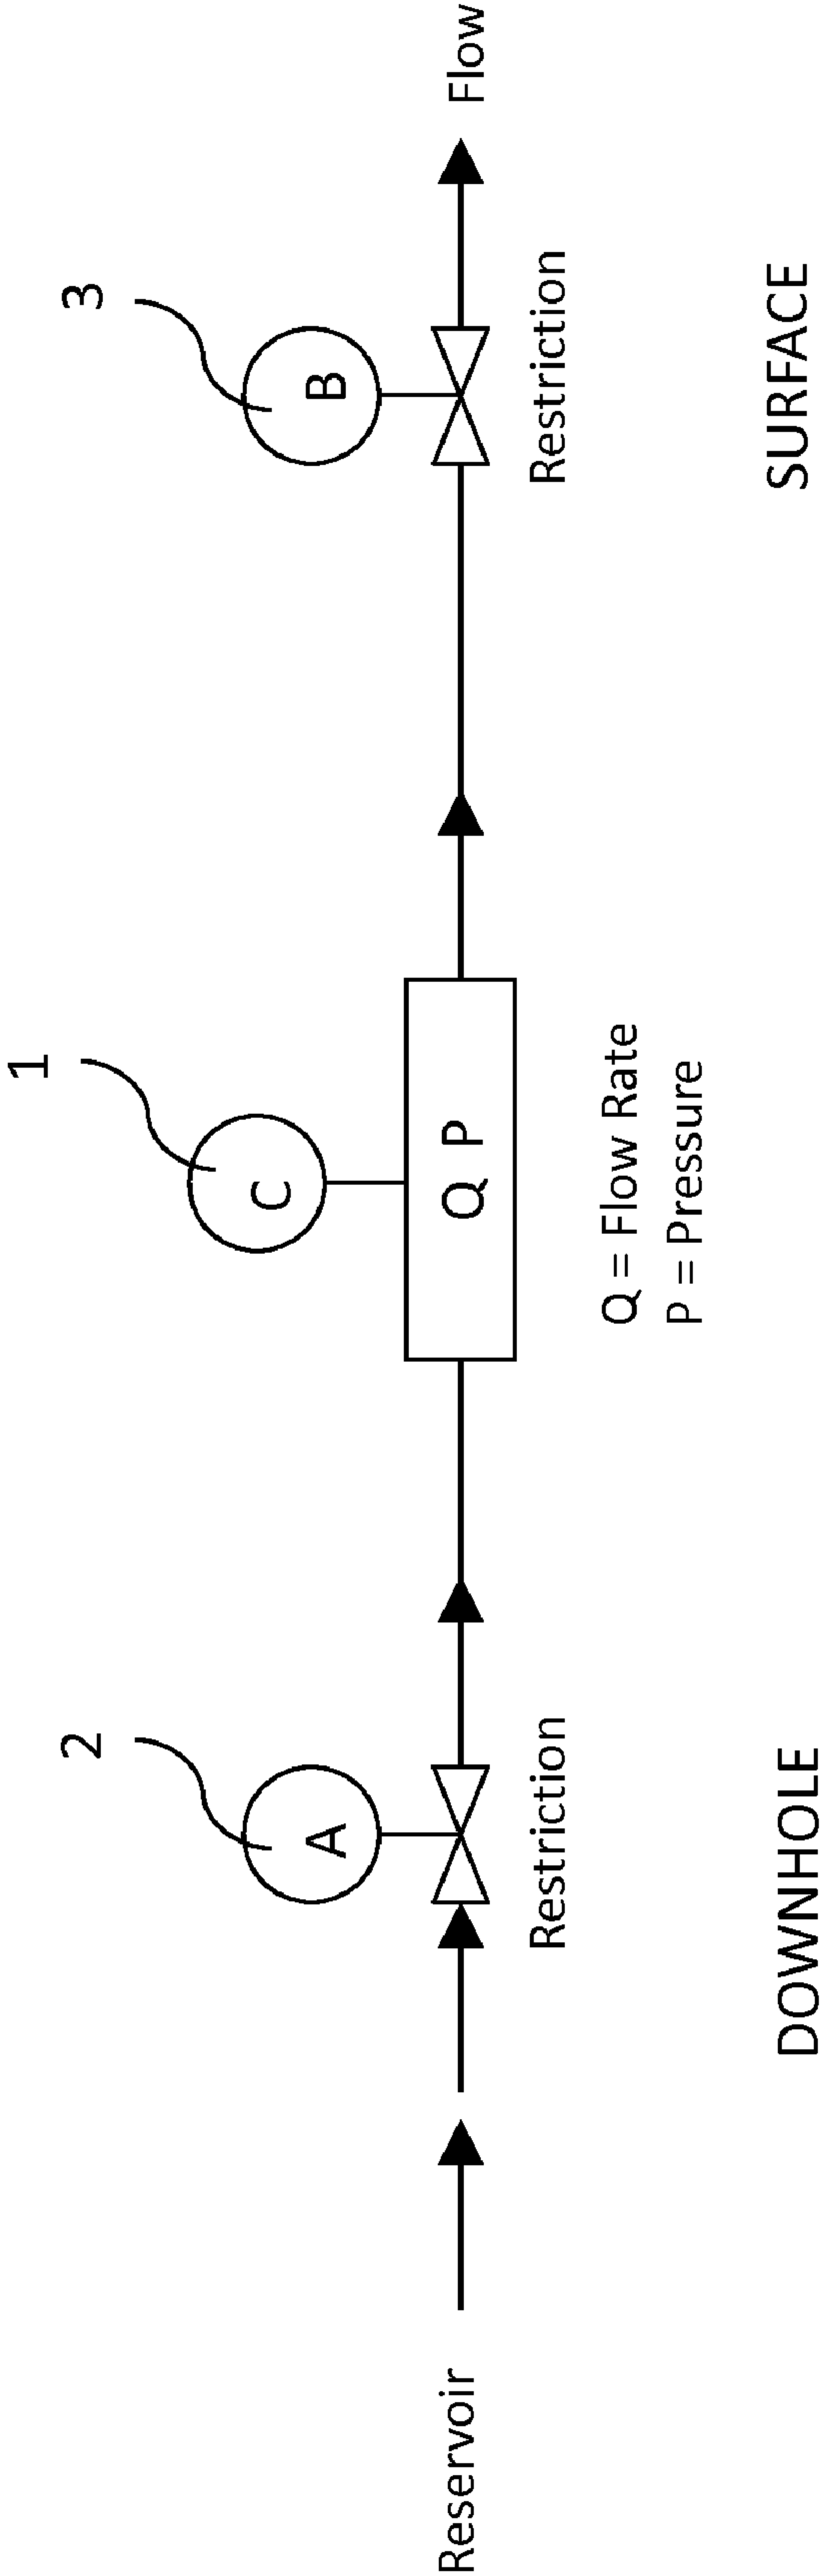 1
2
3
C
A
B
Reservoir
Q P
Flow
Restriction
Restriction
Q = Flow Rate
P = Pressure
DOWNHOLE
SURFACE